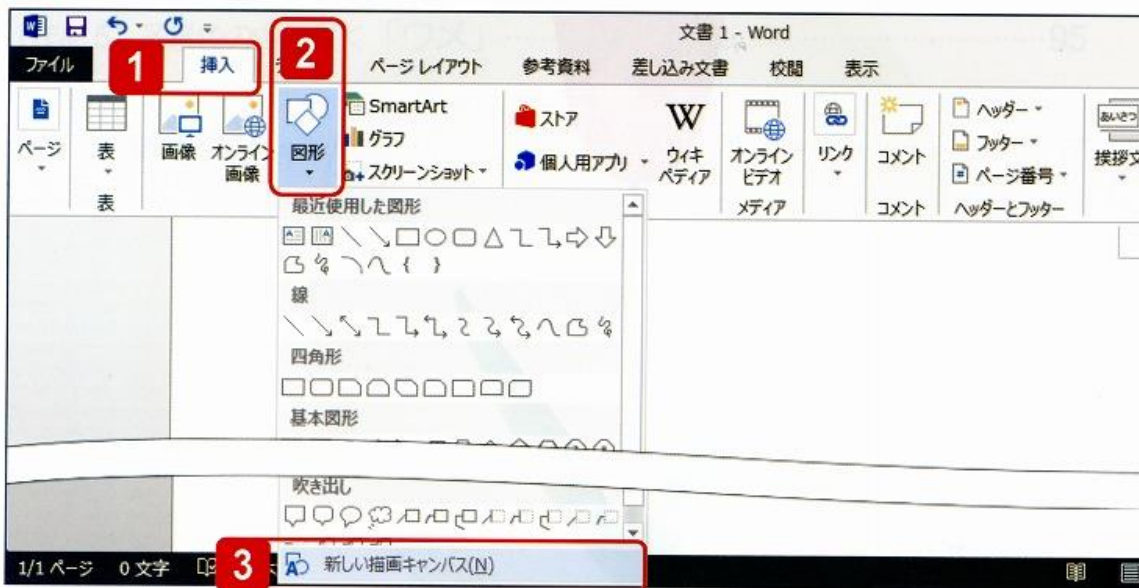 文書 1 - Word
ファイル 1 挿入 2 ページ レイアウト 参考資料 差し込み文書 校閲 表示
ページ
表
表
画像
オンライン
画像
図形
SmartArt
グラフ
スクリーンショット
ストア
個人用アプリ
W
ウィキ
ペディア
オンライン
ビデオ
メディア
リンク
コメント
コメント
ヘッダー
フッター
ページ番号
ヘッダーとフッター
あいさつ
挨拶文
最近使用した図形
線
四角形
基本図形
吹き出し
1/1 ページ 0 文字 3 新しい描画キャンバス(N)